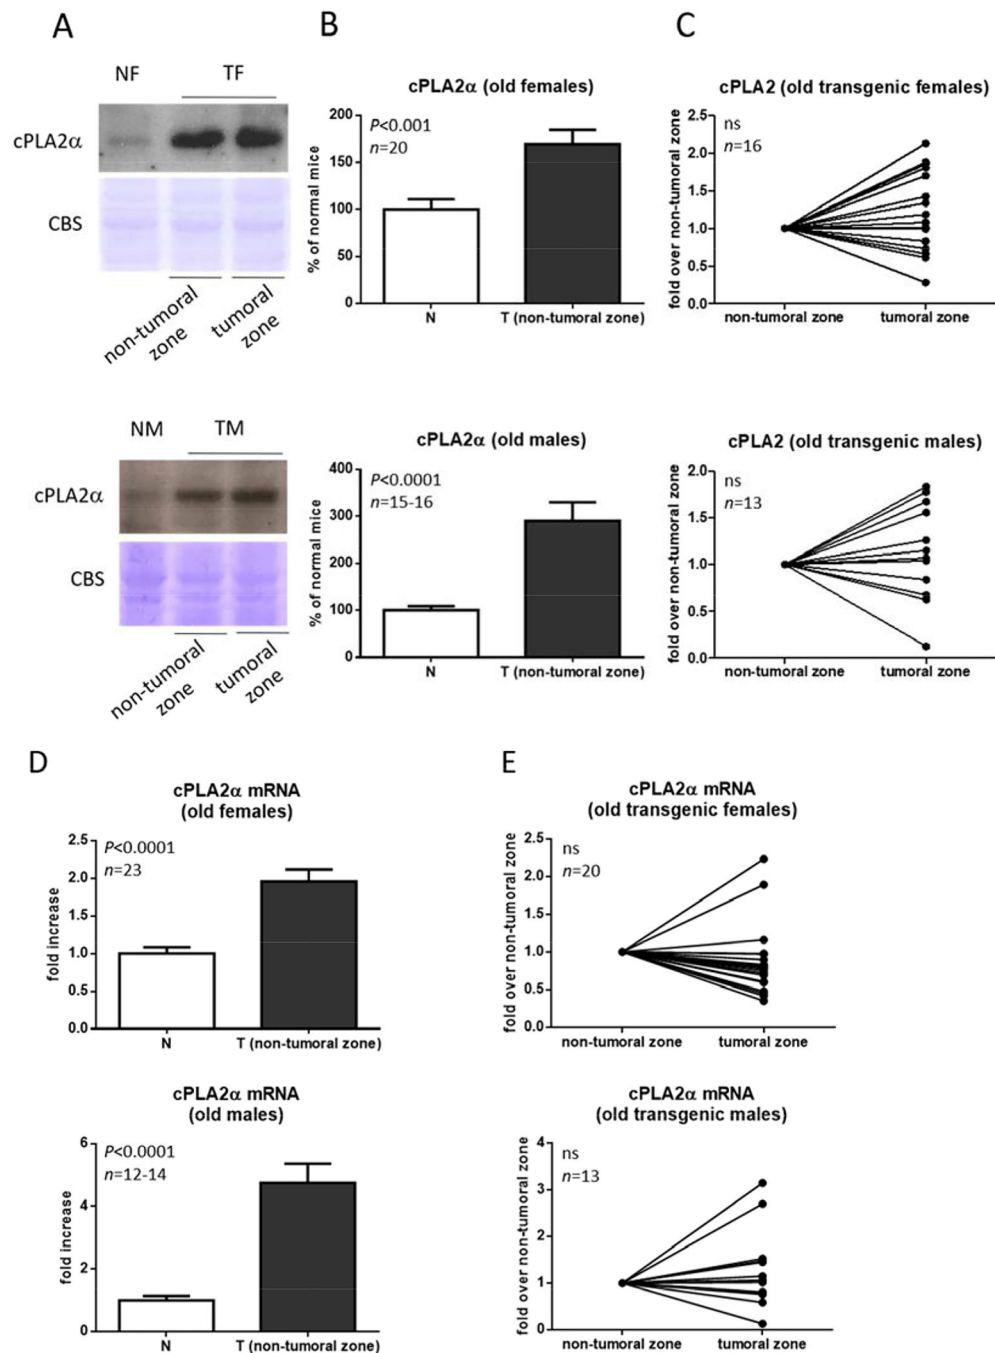 A
NF
TF
cPLA2α
CBS
non-tumoral
zone
tumoral
zone
NM
TM
cPLA2α
CBS
non-tumoral
zone
tumoral
zone
B
cPLA2α (old females)
P<0.001
n=20
% of normal mice
200
150
100
50
0
N
T (non-tumoral zone)
cPLA2α (old males)
P<0.0001
n=15-16
% of normal mice
400
300
200
100
0
N
T (non-tumoral zone)
C
cPLA2 (old transgenic females)
ns
n=16
fold over non-tumoral zone
2.5
2.0
1.5
1.0
0.5
0.0
non-tumoral zone
tumoral zone
cPLA2 (old transgenic males)
ns
n=13
fold over non-tumoral zone
2.0
1.5
1.0
0.5
0.0
non-tumoral zone
tumoral zone
D
cPLA2α mRNA
(old females)
P<0.0001
n=23
fold increase
2.5
2.0
1.5
1.0
0.5
0.0
N
T (non-tumoral zone)
cPLA2α mRNA
(old males)
P<0.0001
n=12-14
fold increase
6
4
2
0
N
T (non-tumoral zone)
E
cPLA2α mRNA
(old transgenic females)
ns
n=20
fold over non-tumoral zone
2.5
2.0
1.5
1.0
0.5
0.0
non-tumoral zone
tumoral zone
cPLA2α mRNA
(old transgenic males)
ns
n=13
fold over non-tumoral zone
4
3
2
1
0
non-tumoral zone
tumoral zone